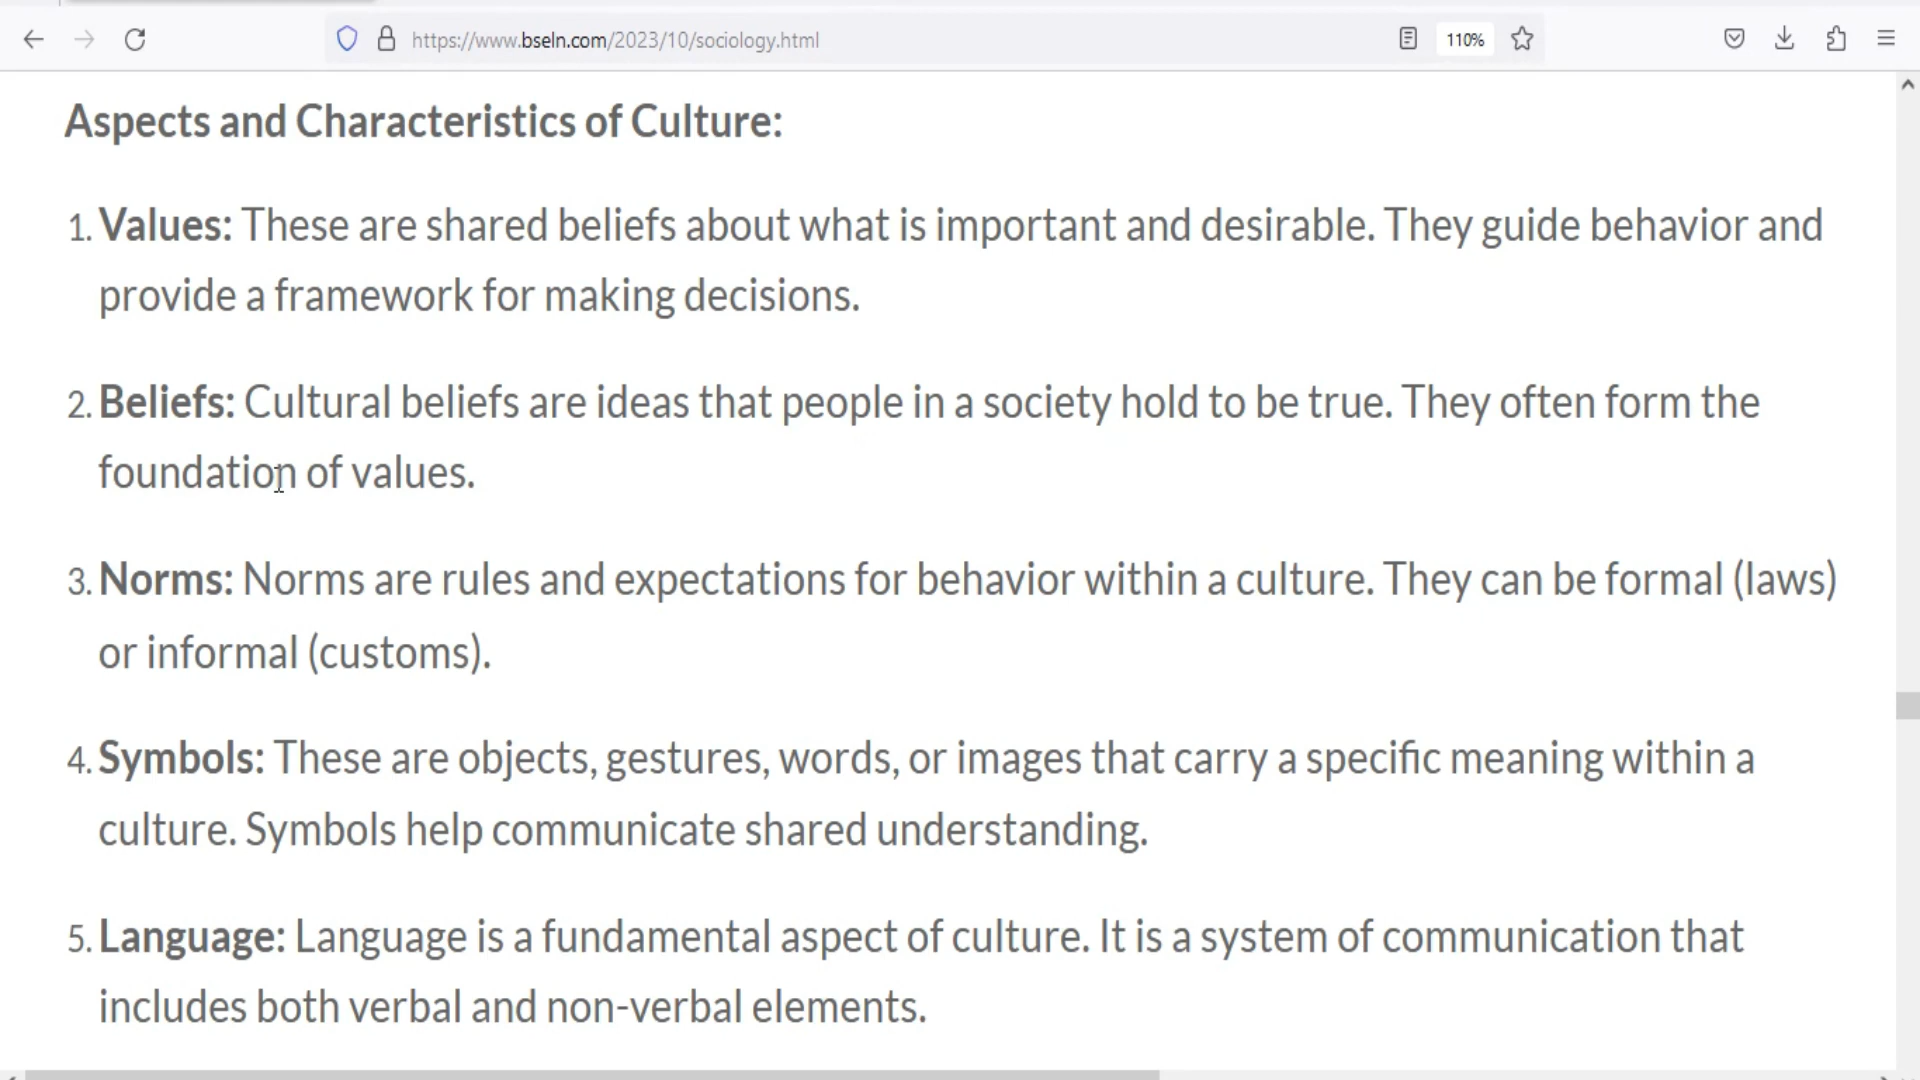 https://www.bseln.com/2023/10/sociology.html
110%
Aspects and Characteristics of Culture:
1. Values: These are shared beliefs about what is important and desirable. They guide behavior and
provide a framework for making decisions.
2. Beliefs: Cultural beliefs are ideas that people in a society hold to be true. They often form the
foundation of values.
3. Norms: Norms are rules and expectations for behavior within a culture. They can be formal (laws)
or informal (customs).
4. Symbols: These are objects, gestures, words, or images that carry a specific meaning within a
culture. Symbols help communicate shared understanding.
5. Language: Language is a fundamental aspect of culture. It is a system of communication that
includes both verbal and non-verbal elements.